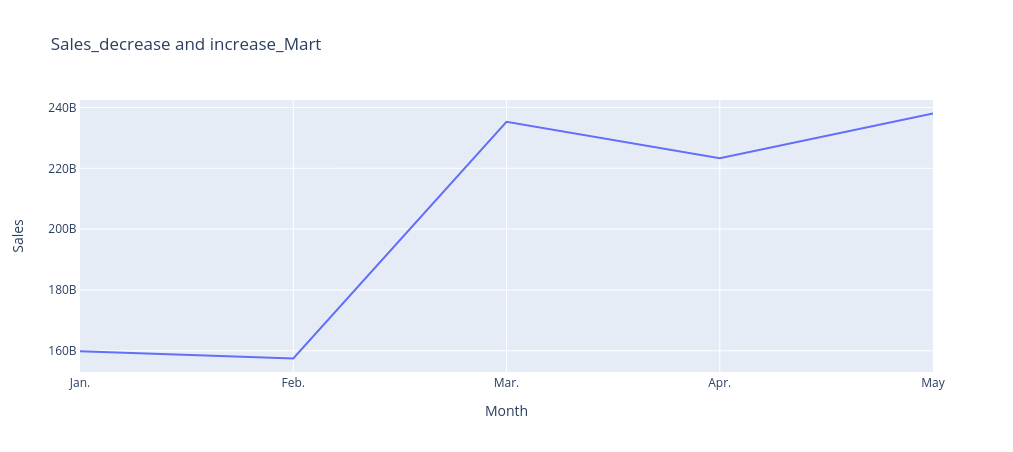 Sales_decrease and increase_Mart
240B
220B
200B
180B
160B
Sales
Jan. Feb. Mar. Apr. May
Month